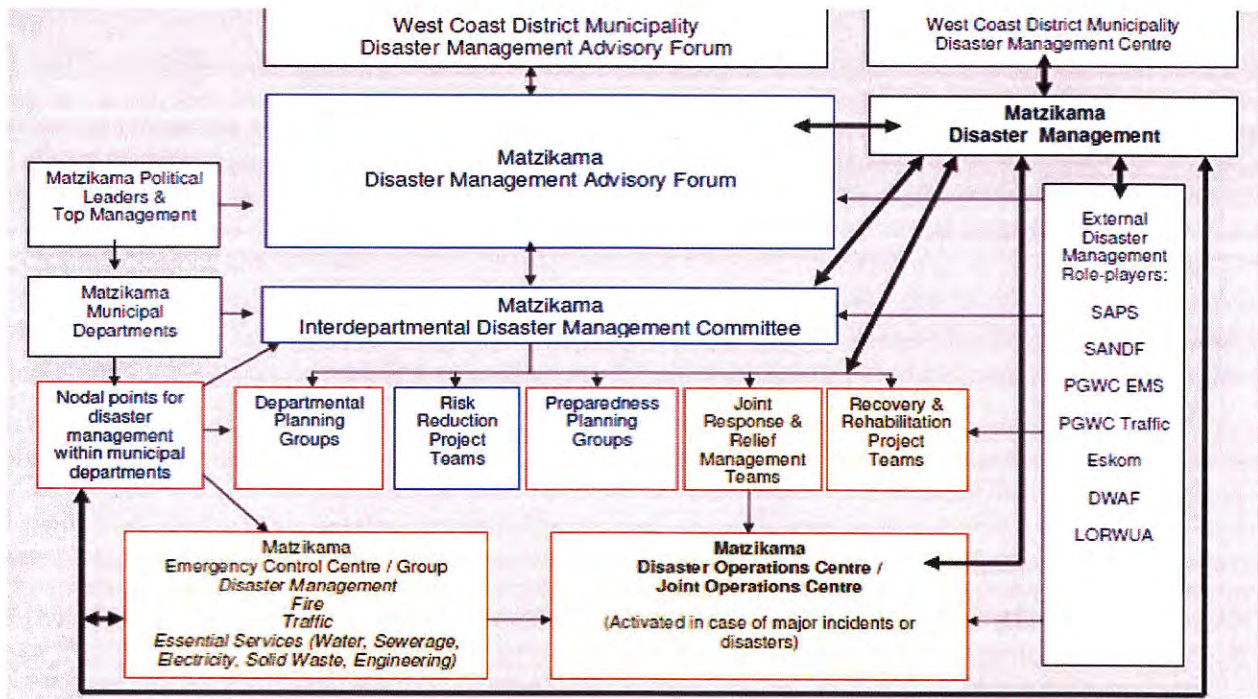 West Coast District Municipality
Disaster Management Advisory Forum
West Coast District Municipality
Disaster Management Centre
Matzikama
Disaster Management
Matzikama
Disaster Management Advisory Forum
Matzikama Political
Leaders &
Top Management
External
Disaster
Management
Role-players:
SAPS
SANDF
PGWC EMS
PGWC Traffic
Eskom
DWAF
LORWUA
Matzikama
Municipal
Departments
Matzikama
Interdepartmental Disaster Management Committee
Nodal points for
disaster
management
within municipal
departments
Departmental
Planning
Groups
Risk
Reduction
Project
Teams
Preparedness
Planning
Groups
Joint
Response &
Relief
Management
Teams
Recovery &
Rehabilitation
Project
Teams
Matzikama
Emergency Control Centre / Group
Disaster Management
Fire
Traffic
Essential Services (Water, Sewerage,
Electricity, Solid Waste, Engineering)
Matzikama
Disaster Operations Centre /
Joint Operations Centre
(Activated in case of major incidents or
disasters)